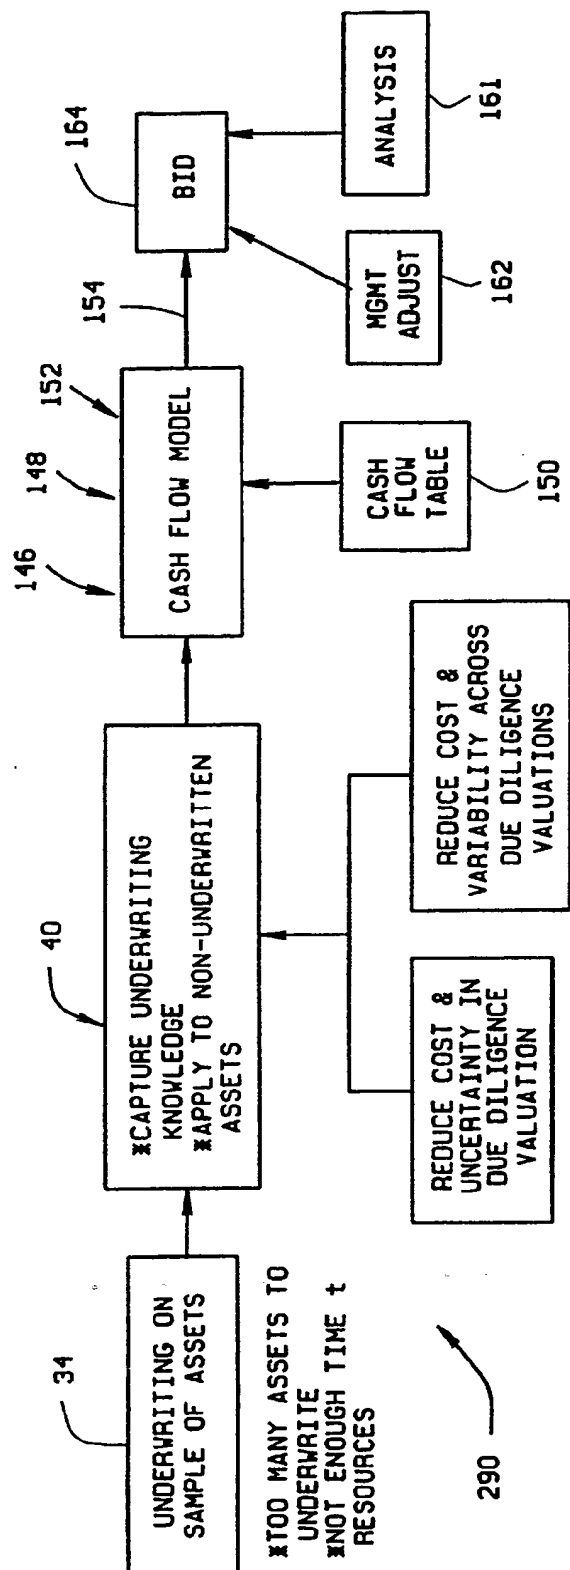 34
UNDERWRITING ON
SAMPLE OF ASSETS
*TOO MANY ASSETS TO
UNDERWRITE
*NOT ENOUGH TIME t
RESOURCES
290
40
*CAPTURE UNDERWRITING
KNOWLEDGE
*APPLY TO NON-UNDERWRITTEN
ASSETS
REDUCE COST &
UNCERTAINTY IN
DUE DILIGENCE
VALUATION
REDUCE COST &
VARIABILITY ACROSS
DUE DILIGENCE
VALUATIONS
146
148
152
CASH FLOW MODEL
CASH
FLOW
TABLE
150
154
164
BID
MGMT
ADJUST
162
ANALYSIS
161